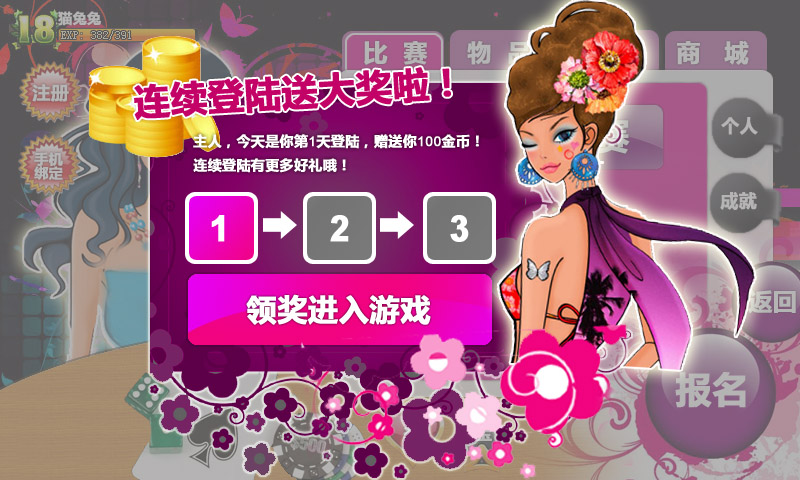 18
猫兔兔
EXP: 382/391
比赛
物品
商城
注册
手机
绑定
连续登陆送大奖啦！
主人，今天是你第1天登陆，赠送你100金币！
连续登陆有更多好礼哦！
1
2
3
领奖进入游戏
个人
成就
返回
报名
$500